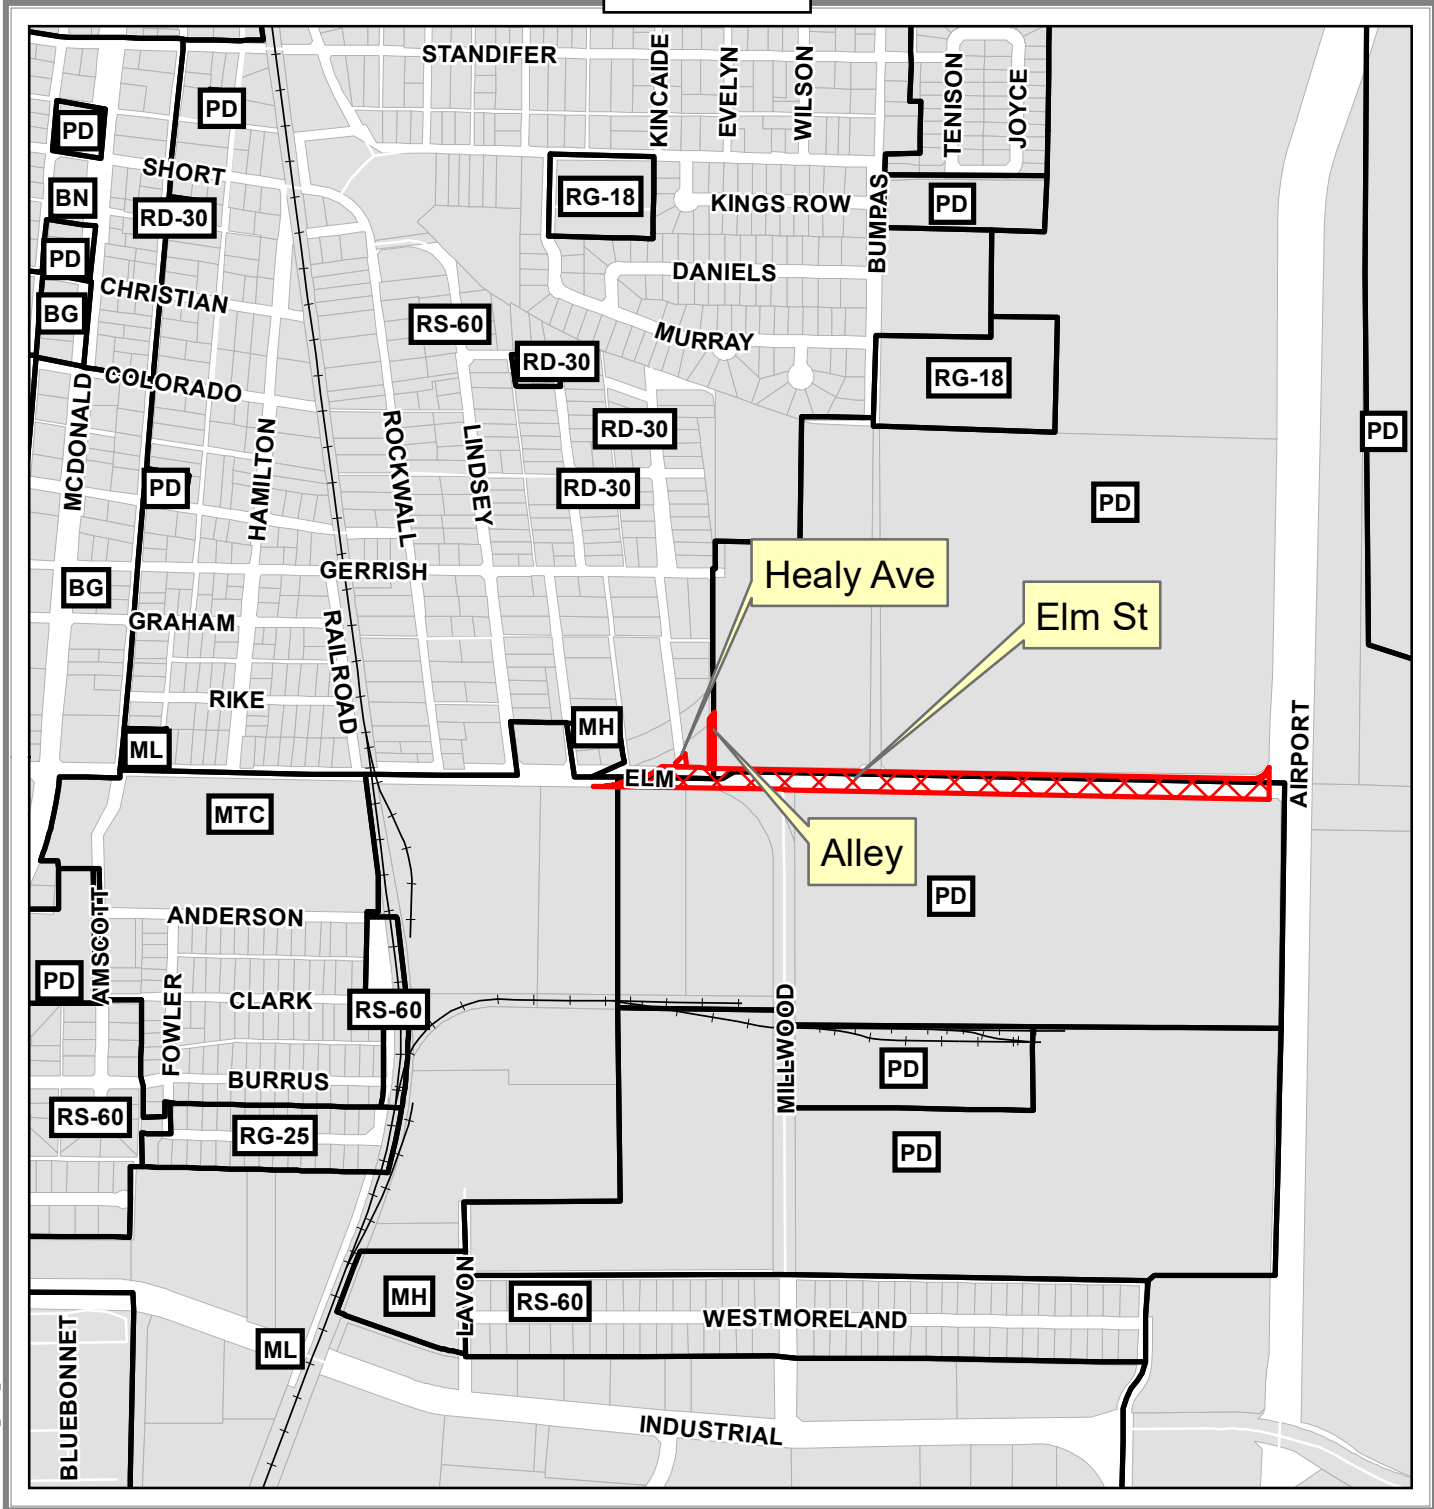 STANDIFER
KINCAIDE
EVELYN
WILSON
TENISON
JOYCE
PD
PD
SHORT
BN
RD-30
RG-18
KINGS ROW
BUMPAS
PD
PD
DANIELS
CHRISTIAN
BG
RS-60
MURRAY
RD-30
COLORADO
RG-18
MCDONALD
HAMILTON
ROCKWALL
LINDSEY
RD-30
PD
PD
RD-30
PD
GERRISH
Healy Ave
BG
GRAHAM
RAILROAD
Elm St
RIKE
MH
ML
ELM
AIRPORT
MTC
Alley
PD
AMSCOTT
ANDERSON
PD
FOWLER
CLARK
RS-60
MILLWOOD
BURRUS
PD
RS-60
RG-25
PD
MH
LAVON
RS-60
WESTMORELAND
ML
BLUEBONNET
INDUSTRIAL